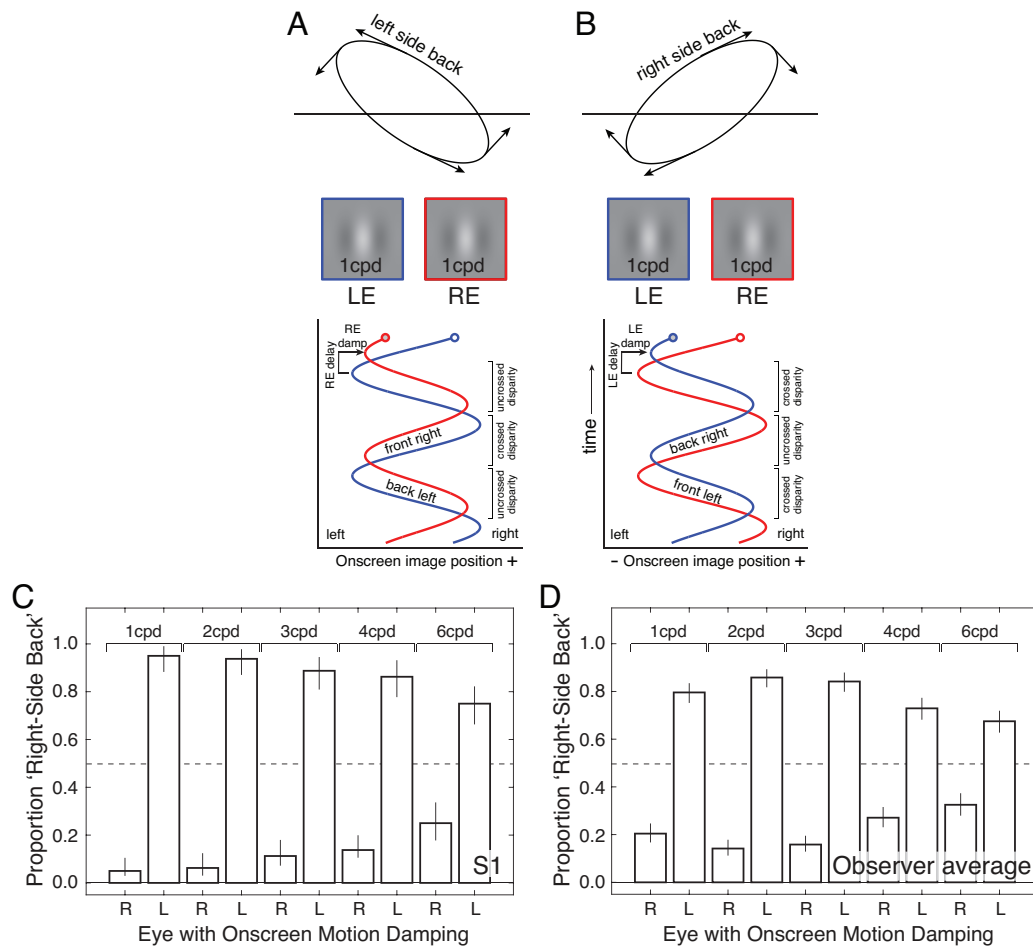 A
left side back
1cpd
1cpd
LE
RE
RE
damp
RE delay
front right
back left
uncrossed
disparity
crossed
disparity
uncrossed
disparity
left
right
Onscreen image position +
B
right side back
1cpd
1cpd
LE
RE
LE
damp
LE delay
time
back right
front left
crossed
disparity
uncrossed
disparity
crossed
disparity
left
right
- Onscreen image position +
C
Proportion ‘Right-Side Back’
1.0
0.8
0.6
0.4
0.2
0.0
1cpd 2cpd 3cpd 4cpd 6cpd
S1
R L R L R L R L R L
Eye with Onscreen Motion Damping
D
Proportion ‘Right-Side Back’
1.0
0.8
0.6
0.4
0.2
0.0
1cpd 2cpd 3cpd 4cpd 6cpd
Observer average
R L R L R L R L R L
Eye with Onscreen Motion Damping